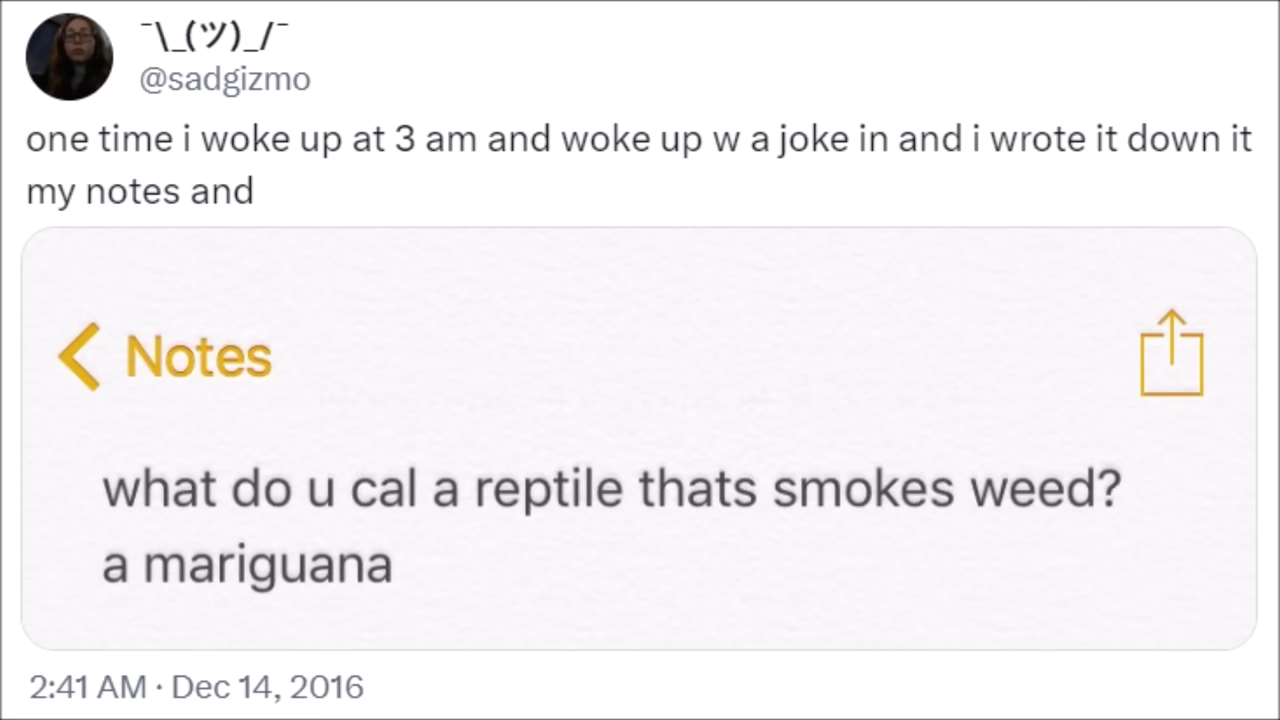 ¯\_(ツ)_/¯
@sadgizmo
one time i woke up at 3 am and woke up w a joke in and i wrote it down it
my notes and
Notes
what do u cal a reptile thats smokes weed?
a mariguana
2:41 AM · Dec 14, 2016